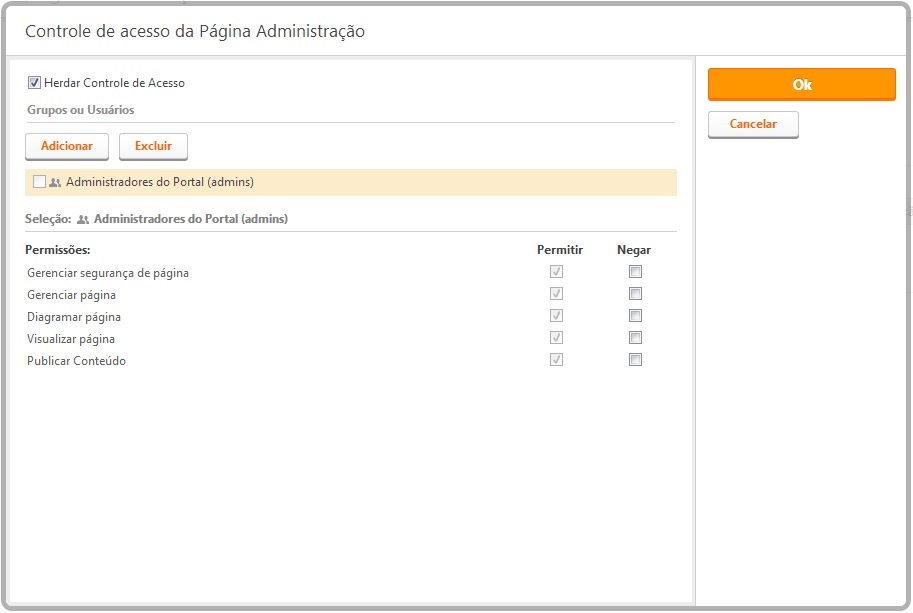 Controle de acesso da Página Administração
Herdar Controle de Acesso
Ok
Grupos ou Usuários
Cancelar
Adicionar Excluir
Administradores do Portal (admins)
Seleção: Administradores do Portal (admins)
Permissões: Permitir Negar
Gerenciar segurança de página
Gerenciar página
Diagramar página
Visualizar página
Publicar Conteúdo